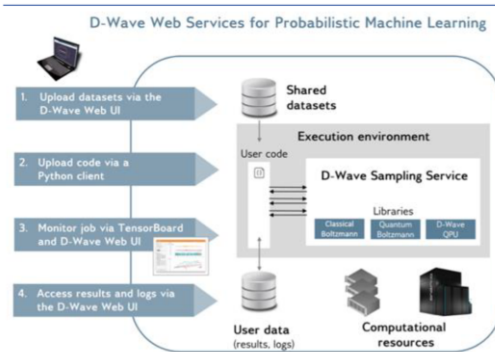 D-Wave Web Services for Probabilistic Machine Learning
1. Upload datasets via the
D-Wave Web UI
2. Upload code via a
Python client
3. Monitor job via TensorBoard
and D-Wave Web UI
4. Access results and logs via
the D-Wave Web UI
Shared
datasets
Execution environment
User code
D-Wave Sampling Service
Libraries
Classical
Boltzmann
Quantum
Boltzmann
D-Wave
QPU
User data
(results, logs)
Computational
resources